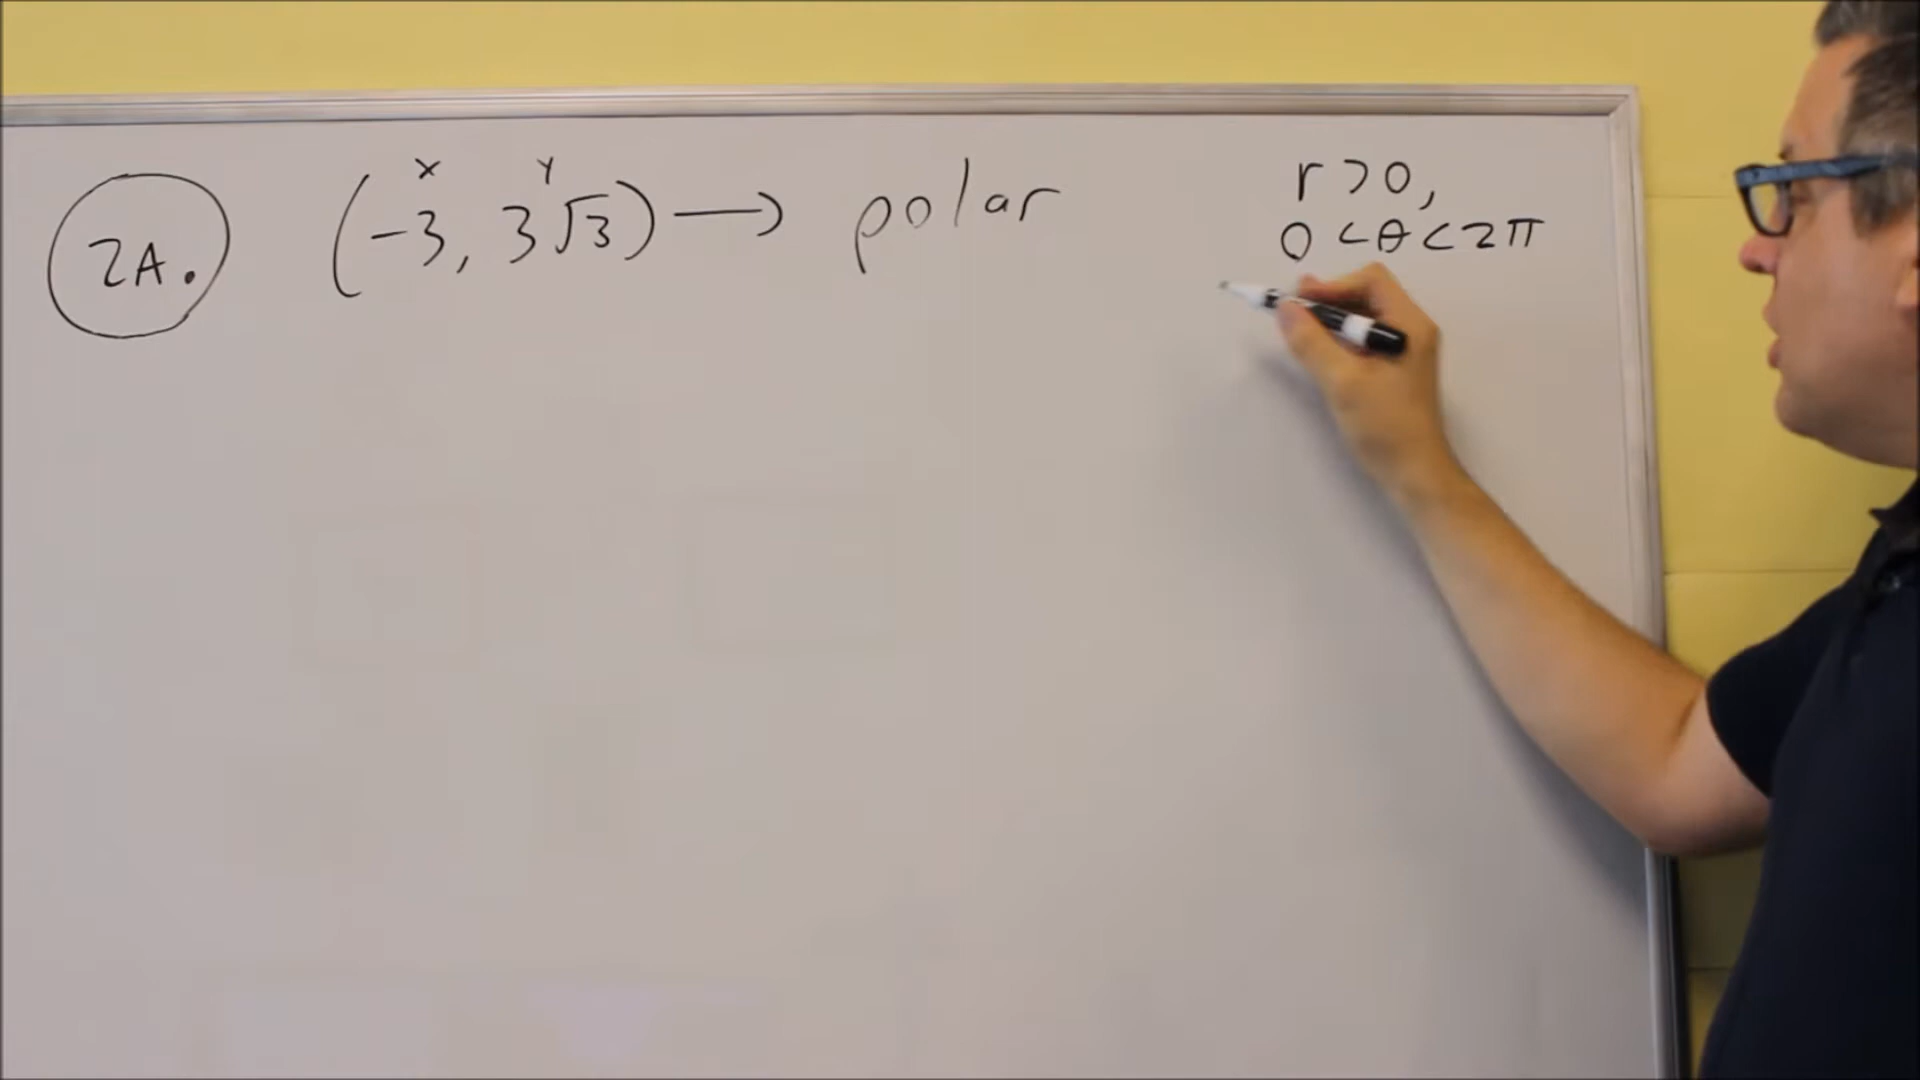 2A. (-3, 3√3) → polar
x y
r > 0,
0 < θ < 2π